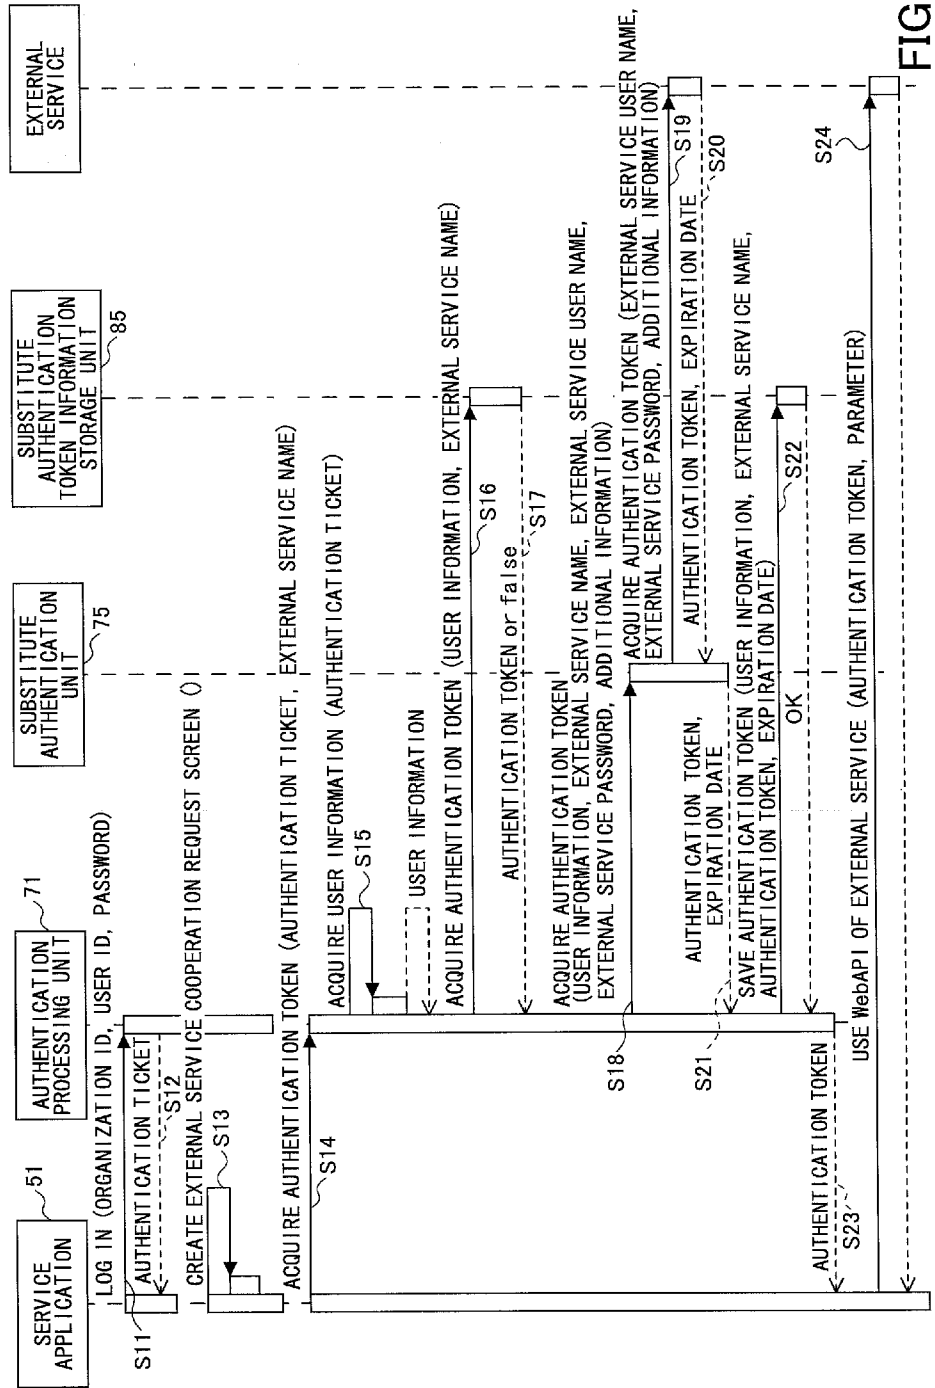 SERVICE
APPLICATION
51
AUTHENTICATION
PROCESSING UNIT
71
SUBSTITUTE
AUTHENTICATION
UNIT
75
SUBSTITUTE
AUTHENTICATION
TOKEN INFORMATION
STORAGE UNIT
85
EXTERNAL
SERVICE
LOG IN (ORGANIZATION ID, USER ID, PASSWORD)
S11
AUTHENTICATION TICKET
S12
CREATE EXTERNAL SERVICE COOPERATION REQUEST SCREEN ()
S13
ACQUIRE AUTHENTICATION TOKEN (AUTHENTICATION TICKET, EXTERNAL SERVICE NAME)
S14
ACQUIRE USER INFORMATION (AUTHENTICATION TICKET)
S15
USER INFORMATION
ACQUIRE AUTHENTICATION TOKEN (USER INFORMATION, EXTERNAL SERVICE NAME)
S16
AUTHENTICATION TOKEN or false
S17
ACQUIRE AUTHENTICATION TOKEN
(USER INFORMATION, EXTERNAL SERVICE NAME, EXTERNAL SERVICE USER NAME,
EXTERNAL SERVICE PASSWORD, ADDITIONAL INFORMATION)
S18
ACQUIRE AUTHENTICATION TOKEN (EXTERNAL SERVICE USER NAME,
EXTERNAL SERVICE PASSWORD, ADDITIONAL INFORMATION)
S19
AUTHENTICATION TOKEN, EXPIRATION DATE
S20
AUTHENTICATION TOKEN,
EXPIRATION DATE
S21
SAVE AUTHENTICATION TOKEN (USER INFORMATION, EXTERNAL SERVICE NAME,
AUTHENTICATION TOKEN, EXPIRATION DATE)
S22
OK
AUTHENTICATION TOKEN
S23
USE WebAPI OF EXTERNAL SERVICE (AUTHENTICATION TOKEN, PARAMETER)
S24
FIG